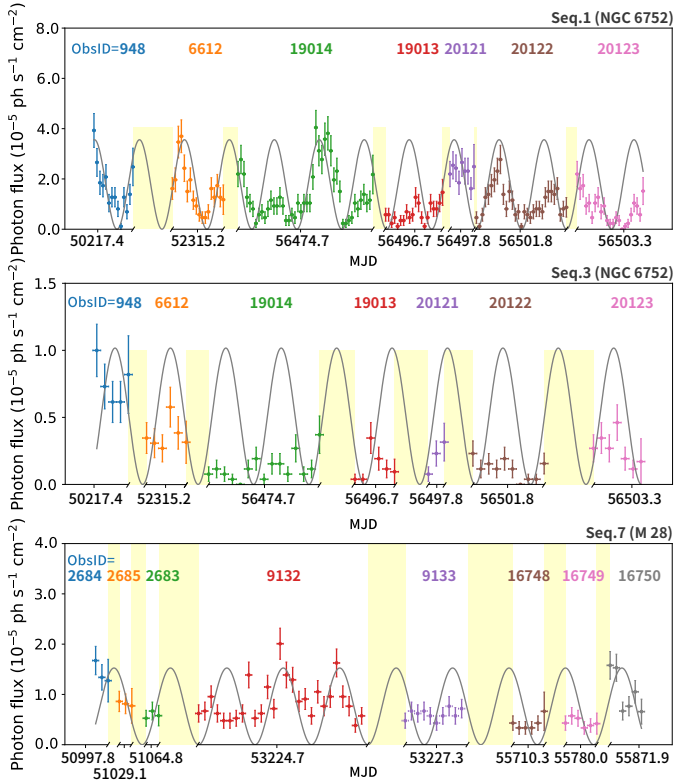 Seq.1 (NGC 6752)
8.0
ObsID=948 6612 19014 19013 20121 20122 20123
6.0
4.0
2.0
0.0
Photon flux (10⁻⁵ ph s⁻¹ cm⁻²)
50217.4 52315.2 56474.7 56496.7 56497.8 56501.8 56503.3
MJD
Seq.3 (NGC 6752)
1.5
ObsID=948 6612 19014 19013 20121 20122 20123
1.0
0.5
0.0
Photon flux (10⁻⁵ ph s⁻¹ cm⁻²)
50217.4 52315.2 56474.7 56496.7 56497.8 56501.8 56503.3
MJD
Seq.7 (M 28)
4.0
ObsID=
2684 2685 2683 9132 9133 16748 16749 16750
3.0
2.0
1.0
0.0
Photon flux (10⁻⁵ ph s⁻¹ cm⁻²)
50997.8 51064.8 53224.7 53227.3 55710.3 55780.0 55871.9
51029.1
MJD